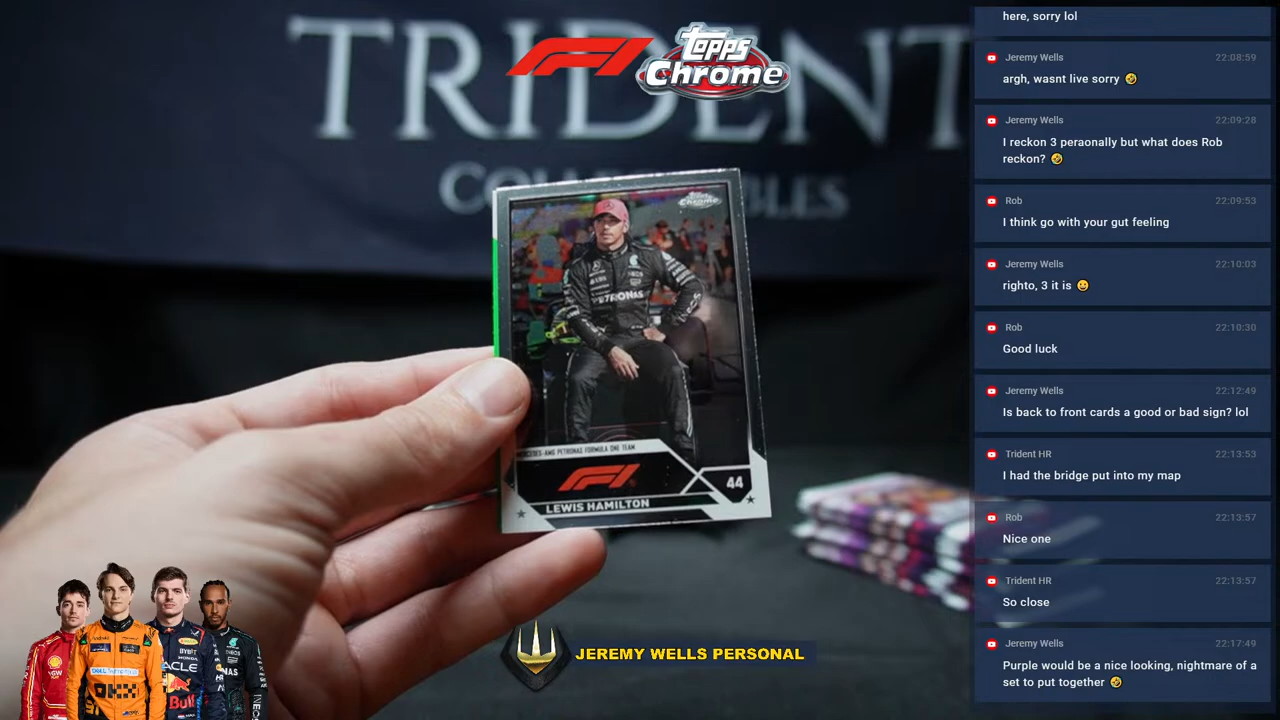 TRIDENT
COL BLES
F1
TOPPS
Chrome
Chrome
PETRONAS
MERCEDES-AMG PETRONAS FORMULA ONE TEAM
F1
44
LEWIS HAMILTON
JEREMY WELLS PERSONAL
here, sorry lol
Jeremy Wells 22:08:59
argh, wasnt live sorry 🤣
Jeremy Wells 22:09:28
I reckon 3 peraonally but what does Rob
reckon? 🤣
Rob 22:09:53
I think go with your gut feeling
Jeremy Wells 22:10:03
righto, 3 it is 😀
Rob 22:10:30
Good luck
Jeremy Wells 22:12:49
Is back to front cards a good or bad sign? lol
Trident HR 22:13:53
I had the bridge put into my map
Rob 22:13:57
Nice one
Trident HR 22:13:57
So close
Jeremy Wells 22:17:49
Purple would be a nice looking, nightmare of a
set to put together 🤣